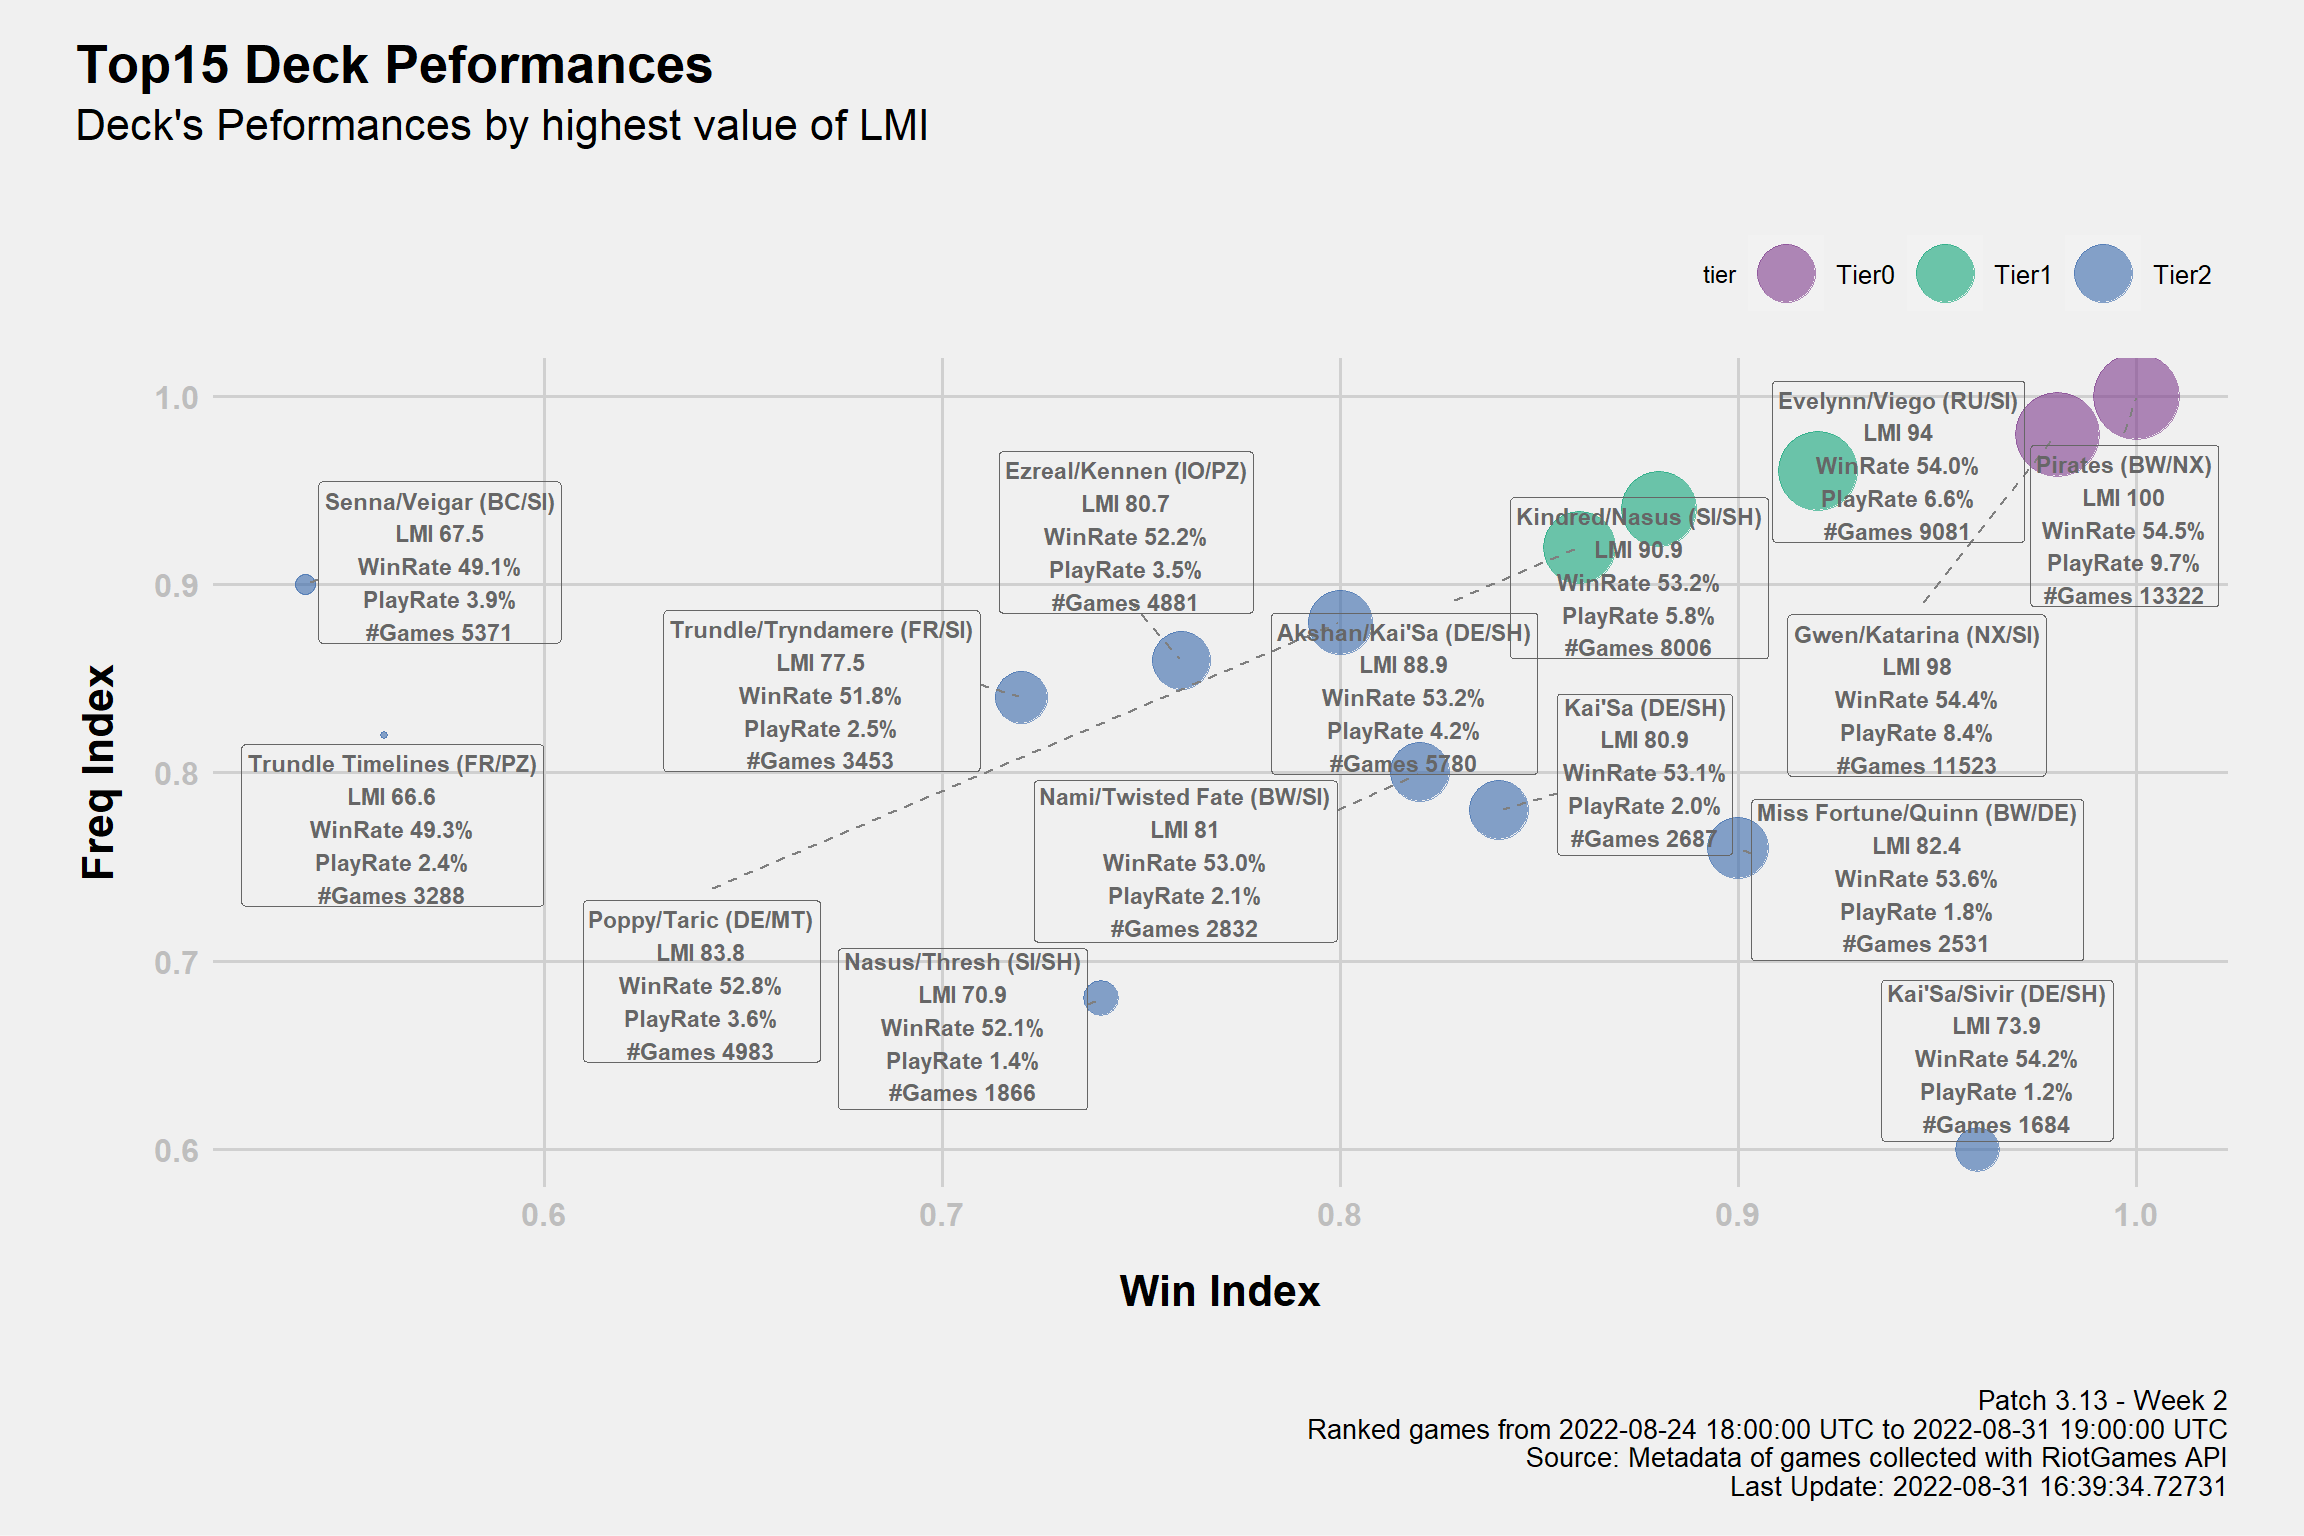 Top15 Deck Peformances
Deck's Peformances by highest value of LMI
tier Tier0 Tier1 Tier2
Freq Index
1.0
0.9
0.8
0.7
0.6
Senna/Veigar (BC/SI)
LMI 67.5
WinRate 49.1%
PlayRate 3.9%
#Games 5371
Trundle Timelines (FR/PZ)
LMI 66.6
WinRate 49.3%
PlayRate 2.4%
#Games 3288
Trundle/Tryndamere (FR/SI)
LMI 77.5
WinRate 51.8%
PlayRate 2.5%
#Games 3453
Ezreal/Kennen (IO/PZ)
LMI 80.7
WinRate 52.2%
PlayRate 3.5%
#Games 4881
Poppy/Taric (DE/MT)
LMI 83.8
WinRate 52.8%
PlayRate 3.6%
#Games 4983
Nasus/Thresh (SI/SH)
LMI 70.9
WinRate 52.1%
PlayRate 1.4%
#Games 1866
Nami/Twisted Fate (BW/SI)
LMI 81
WinRate 53.0%
PlayRate 2.1%
#Games 2832
Akshan/Kai'Sa (DE/SH)
LMI 88.9
WinRate 53.2%
PlayRate 4.2%
#Games 5780
Kindred/Nasus (SI/SH)
LMI 90.9
WinRate 53.2%
PlayRate 5.8%
#Games 8006
Kai'Sa (DE/SH)
LMI 80.9
WinRate 53.1%
PlayRate 2.0%
#Games 2687
Evelynn/Viego (RU/SI)
LMI 94
WinRate 54.0%
PlayRate 6.6%
#Games 9081
Pirates (BW/NX)
LMI 100
WinRate 54.5%
PlayRate 9.7%
#Games 13322
Gwen/Katarina (NX/SI)
LMI 98
WinRate 54.4%
PlayRate 8.4%
#Games 11523
Miss Fortune/Quinn (BW/DE)
LMI 82.4
WinRate 53.6%
PlayRate 1.8%
#Games 2531
Kai'Sa/Sivir (DE/SH)
LMI 73.9
WinRate 54.2%
PlayRate 1.2%
#Games 1684
0.6 0.7 0.8 0.9 1.0
Win Index
Patch 3.13 - Week 2
Ranked games from 2022-08-24 18:00:00 UTC to 2022-08-31 19:00:00 UTC
Source: Metadata of games collected with RiotGames API
Last Update: 2022-08-31 16:39:34.72731